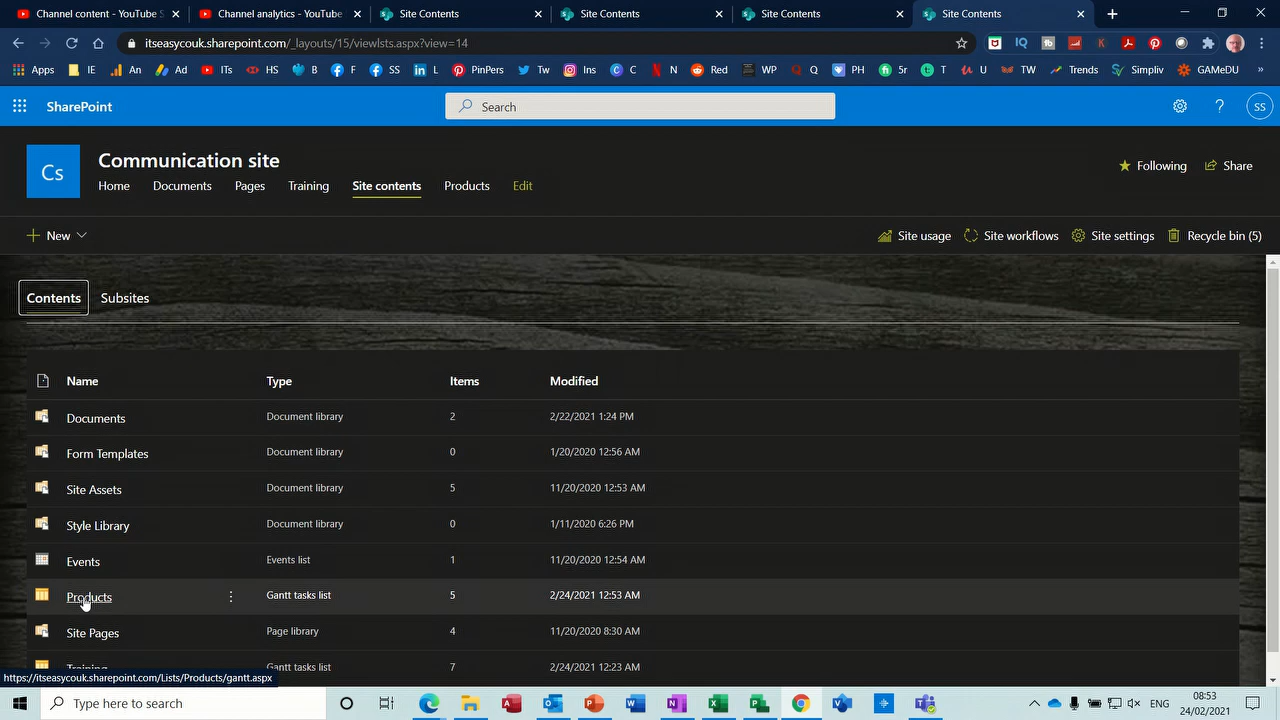 Channel content - YouTube S
Channel analytics - YouTube
Site Contents
Site Contents
Site Contents
Site Contents
itseasycouk.sharepoint.com/_layouts/15/viewlsts.aspx?view=14
Apps IE An Ad ITs HS B F SS L PinPers Tw Ins C N Red WP Q PH 5r T U TW Trends Simpliv GAMeDU »
SharePoint
Search
SS
Cs
Communication site
Home Documents Pages Training Site contents Products Edit
Following Share
New
Site usage Site workflows Site settings Recycle bin (5)
Contents Subsites
Name Type Items Modified
Documents Document library 2 2/22/2021 1:24 PM
Form Templates Document library 0 1/20/2020 12:56 AM
Site Assets Document library 5 11/20/2020 12:53 AM
Style Library Document library 0 1/11/2020 6:26 PM
Events Events list 1 11/20/2020 12:54 AM
Products Gantt tasks list 5 2/24/2021 12:53 AM
Site Pages Page library 4 11/20/2020 8:30 AM
Training Gantt tasks list 7 2/24/2021 12:23 AM
https://itseasycouk.sharepoint.com/Lists/Products/gantt.aspx
Type here to search
ENG
08:53
24/02/2021